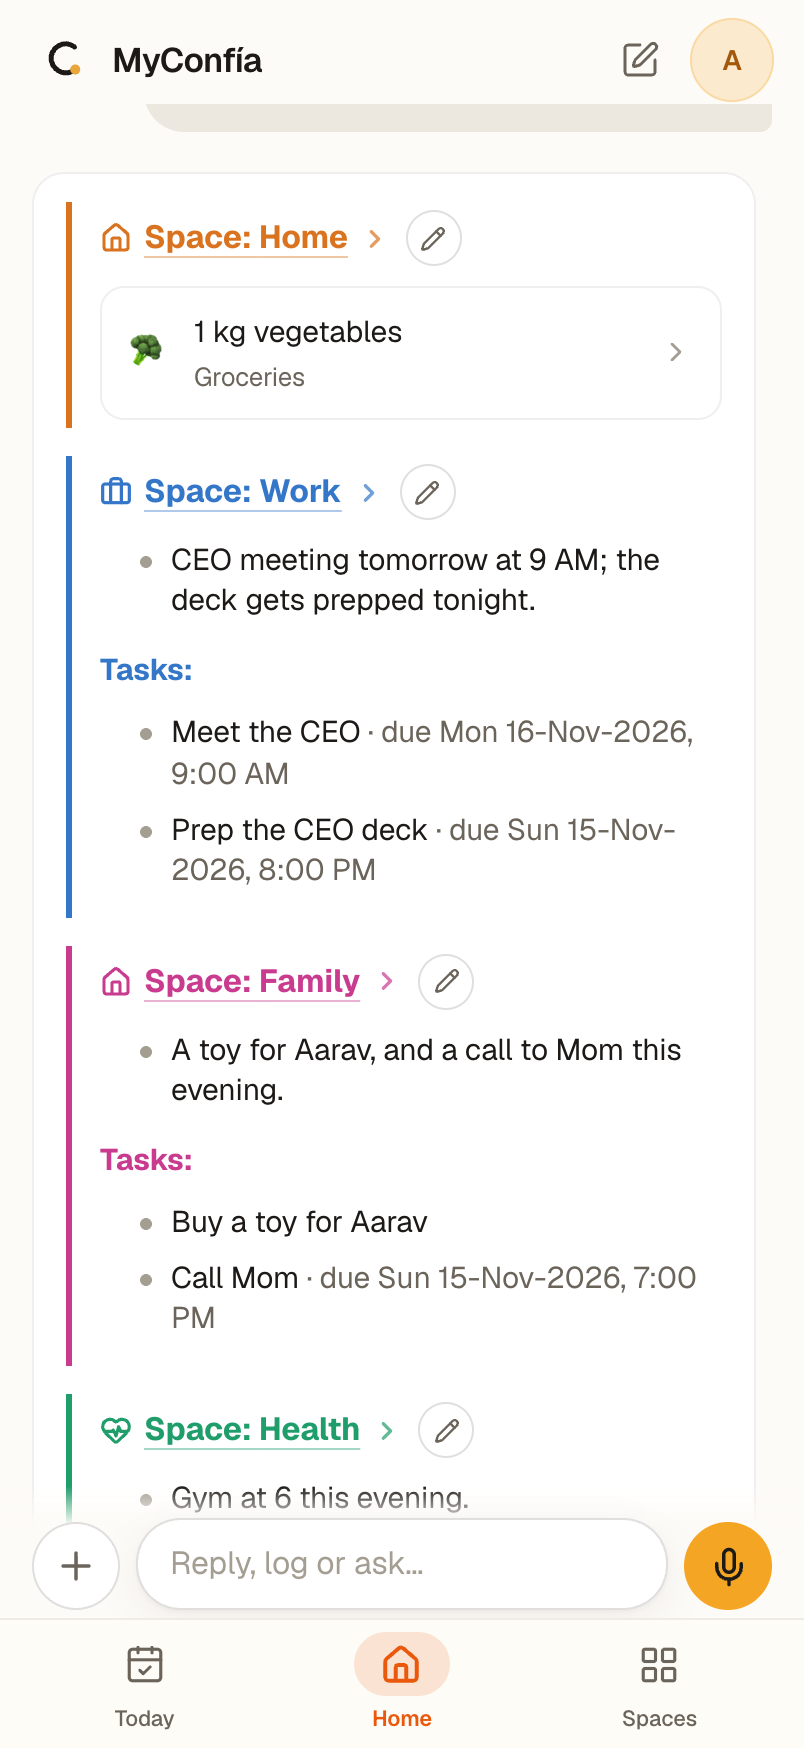 MyConfía
A
Space: Home
1 kg vegetables
Groceries
Space: Work
CEO meeting tomorrow at 9 AM; the
deck gets prepped tonight.
Tasks:
Meet the CEO · due Mon 16-Nov-2026,
9:00 AM
Prep the CEO deck · due Sun 15-Nov-
2026, 8:00 PM
Space: Family
A toy for Aarav, and a call to Mom this
evening.
Tasks:
Buy a toy for Aarav
Call Mom · due Sun 15-Nov-2026, 7:00
PM
Space: Health
Gym at 6 this evening.
Reply, log or ask...
Today
Home
Spaces